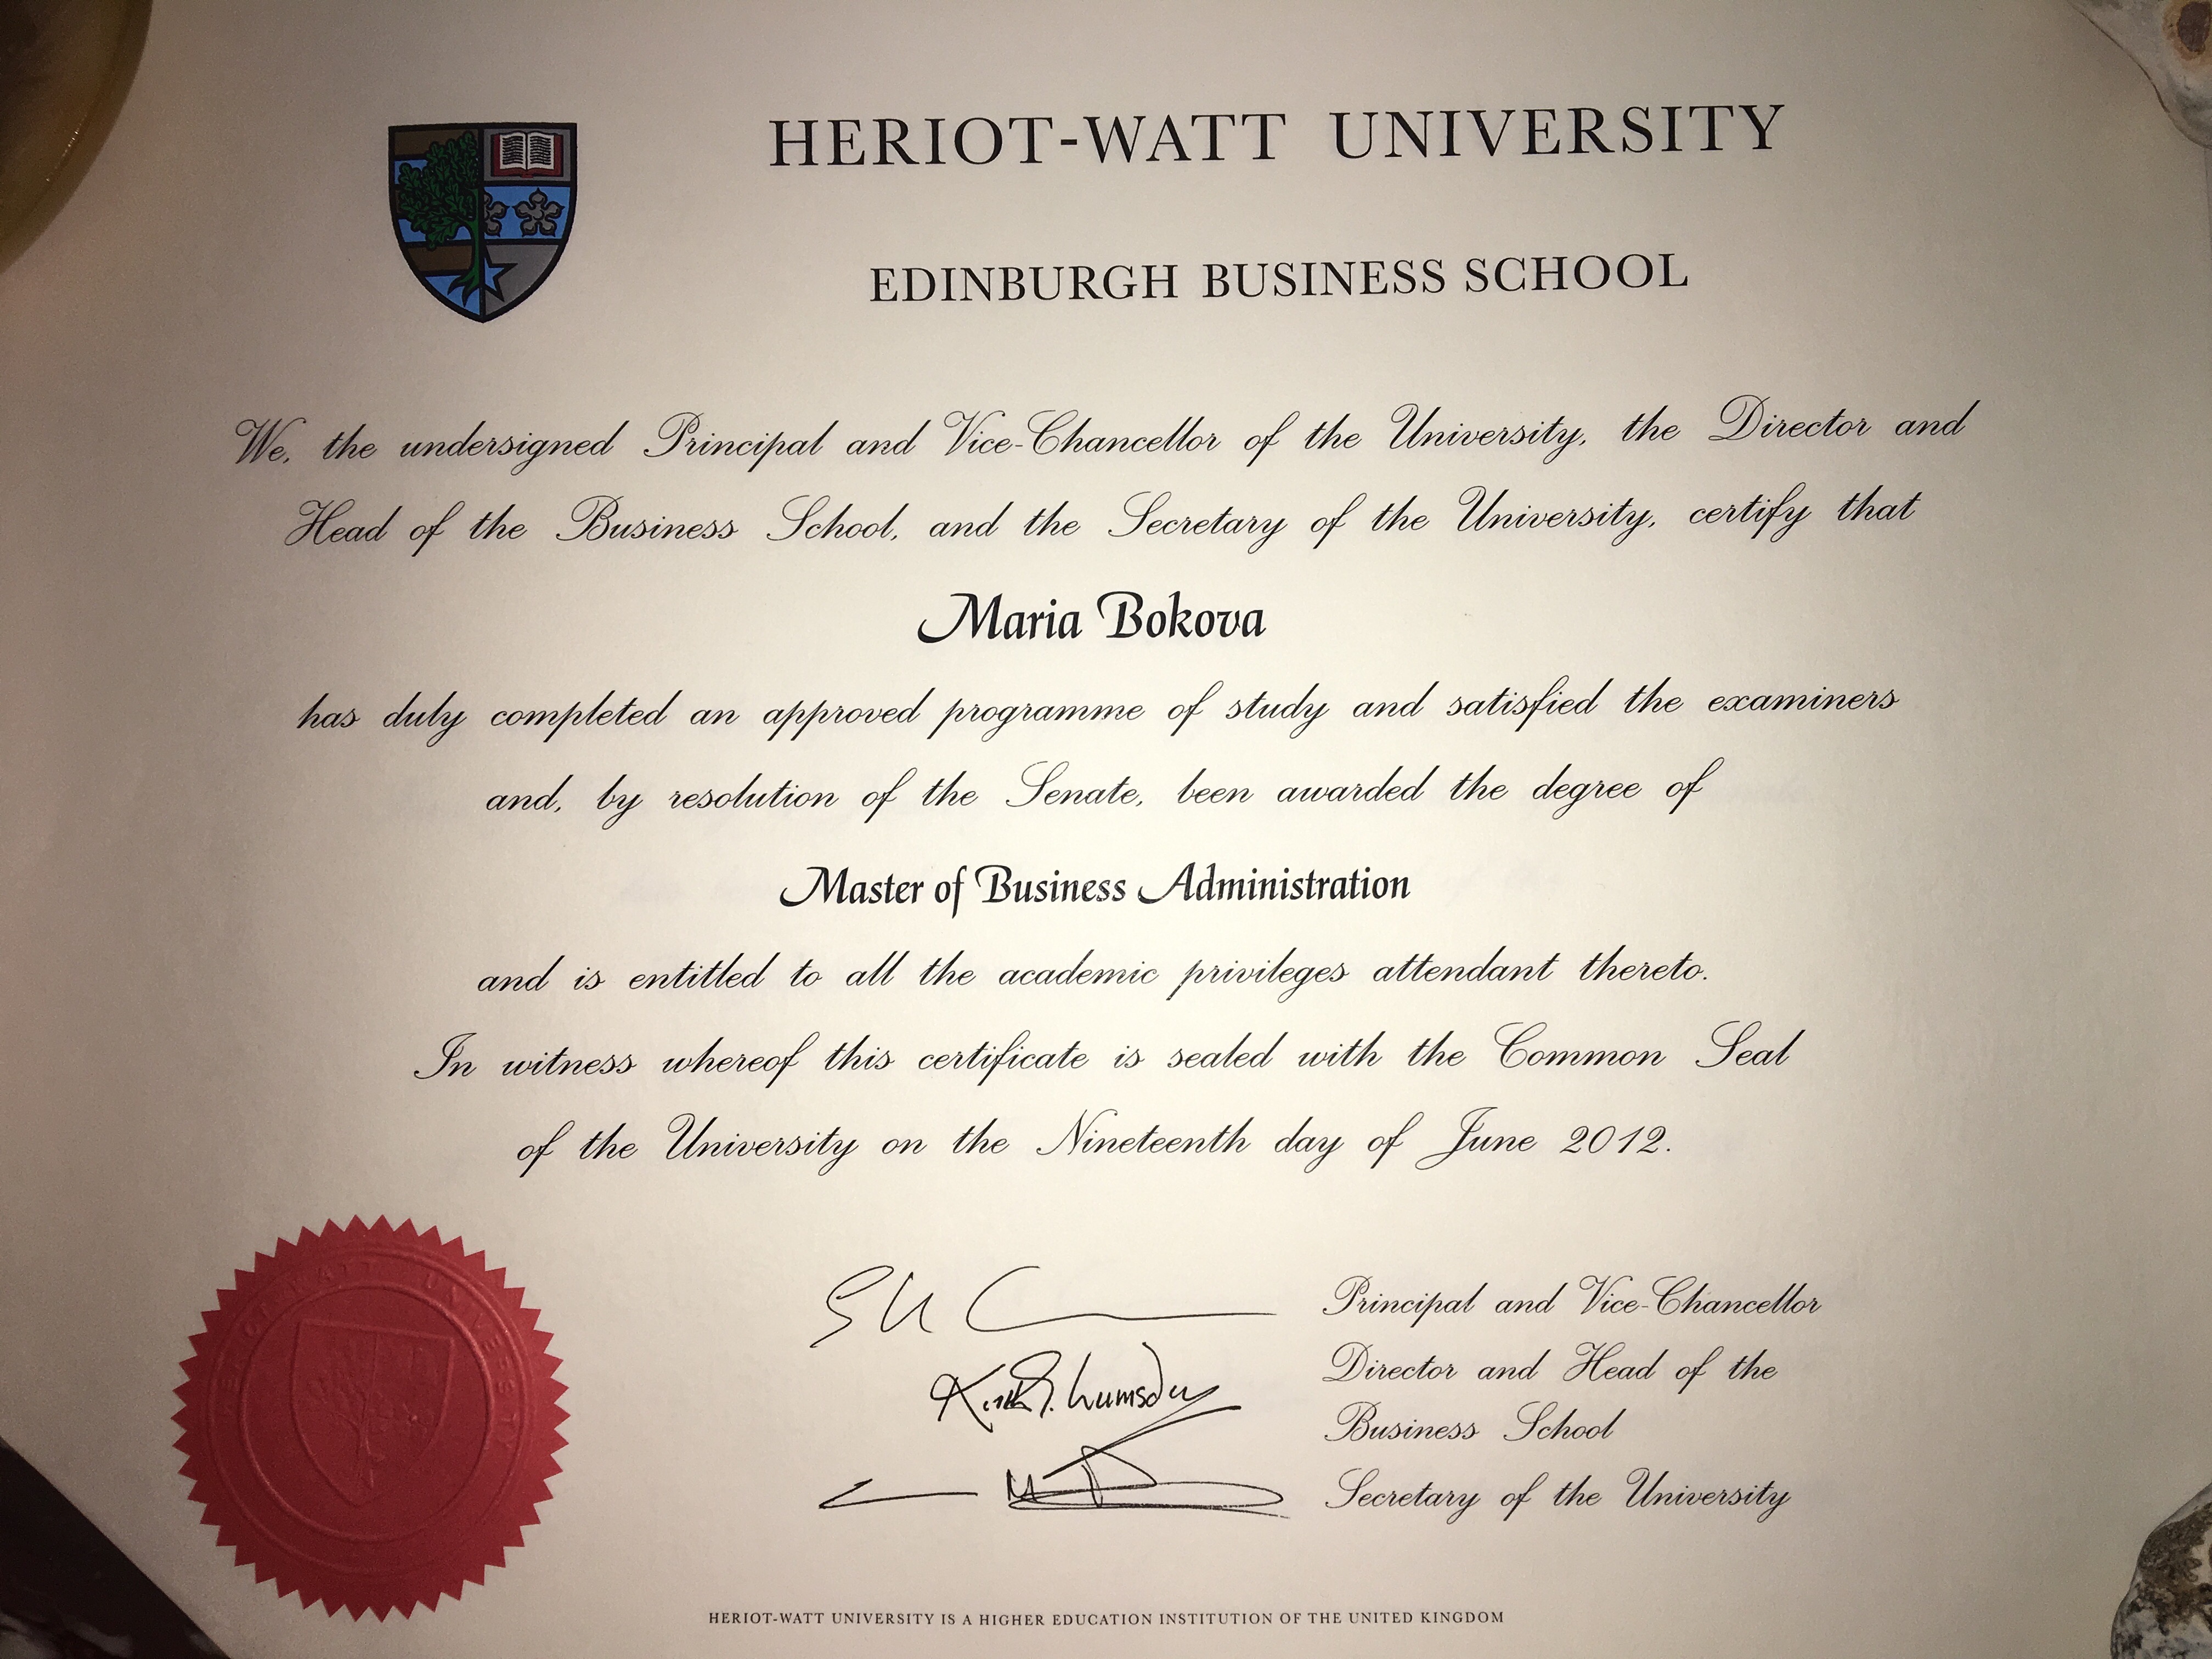 HERIOT-WATT UNIVERSITY
EDINBURGH BUSINESS SCHOOL
We, the undersigned Principal and Vice-Chancellor of the University, the Director and
Head of the Business School, and the Secretary of the University, certify that
Maria Bokova
has duly completed an approved programme of study and satisfied the examiners
and, by resolution of the Senate, been awarded the degree of
Master of Business Administration
and is entitled to all the academic privileges attendant thereto.
In witness whereof this certificate is sealed with the Common Seal
of the University on the Nineteenth day of June 2012.
Principal and Vice-Chancellor
Director and Head of the
Business School
Secretary of the University
HERIOT-WATT UNIVERSITY IS A HIGHER EDUCATION INSTITUTION OF THE UNITED KINGDOM